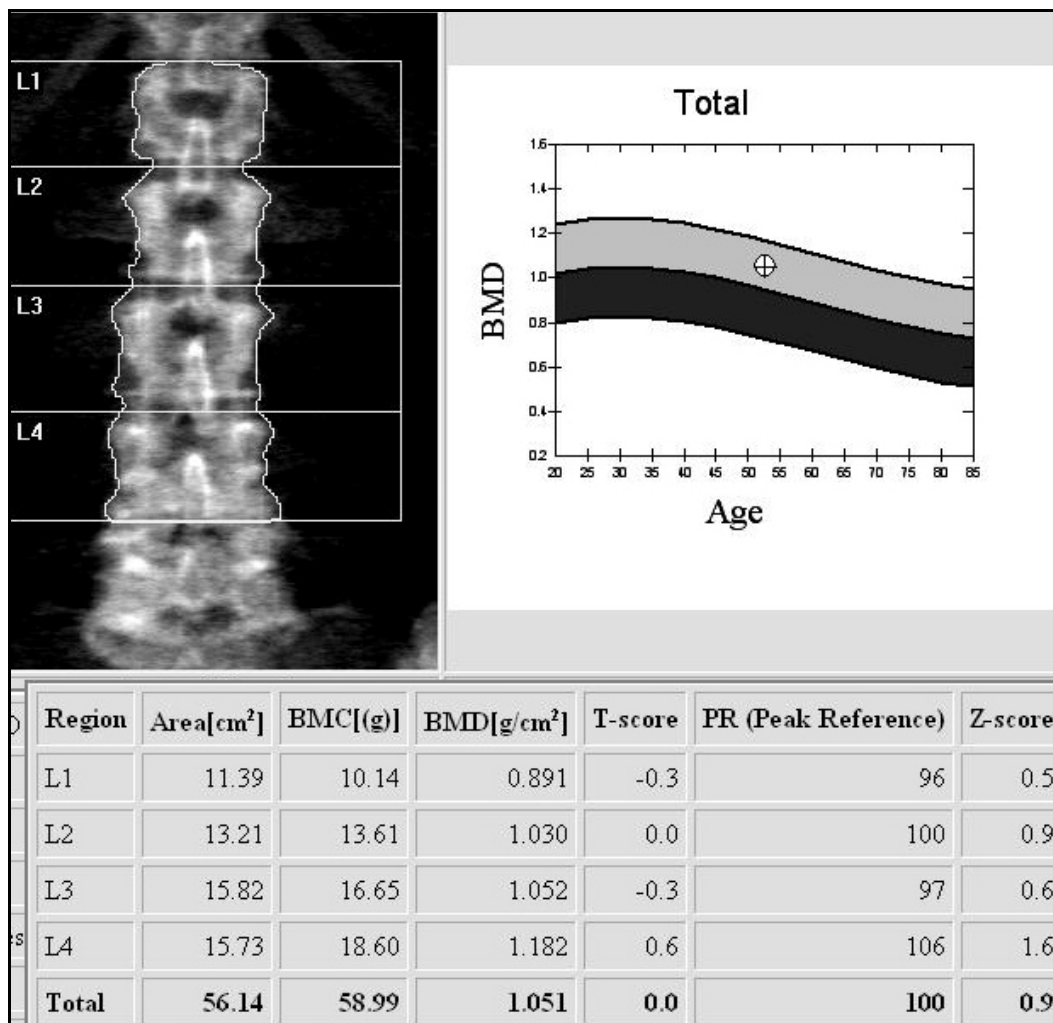 L1
L2
L3
L4
Total
1.6
1.4
1.2
1.0
0.8
0.6
0.4
0.2
20 25 30 35 40 45 50 55 60 65 70 75 80 85
BMD
Age
Region Area[cm²] BMC[(g)] BMD[g/cm²] T-score PR (Peak Reference) Z-score
L1 11.39 10.14 0.891 -0.3 96 0.5
L2 13.21 13.61 1.030 0.0 100 0.9
L3 15.82 16.65 1.052 -0.3 97 0.6
L4 15.73 18.60 1.182 0.6 106 1.6
Total 56.14 58.99 1.051 0.0 100 0.9